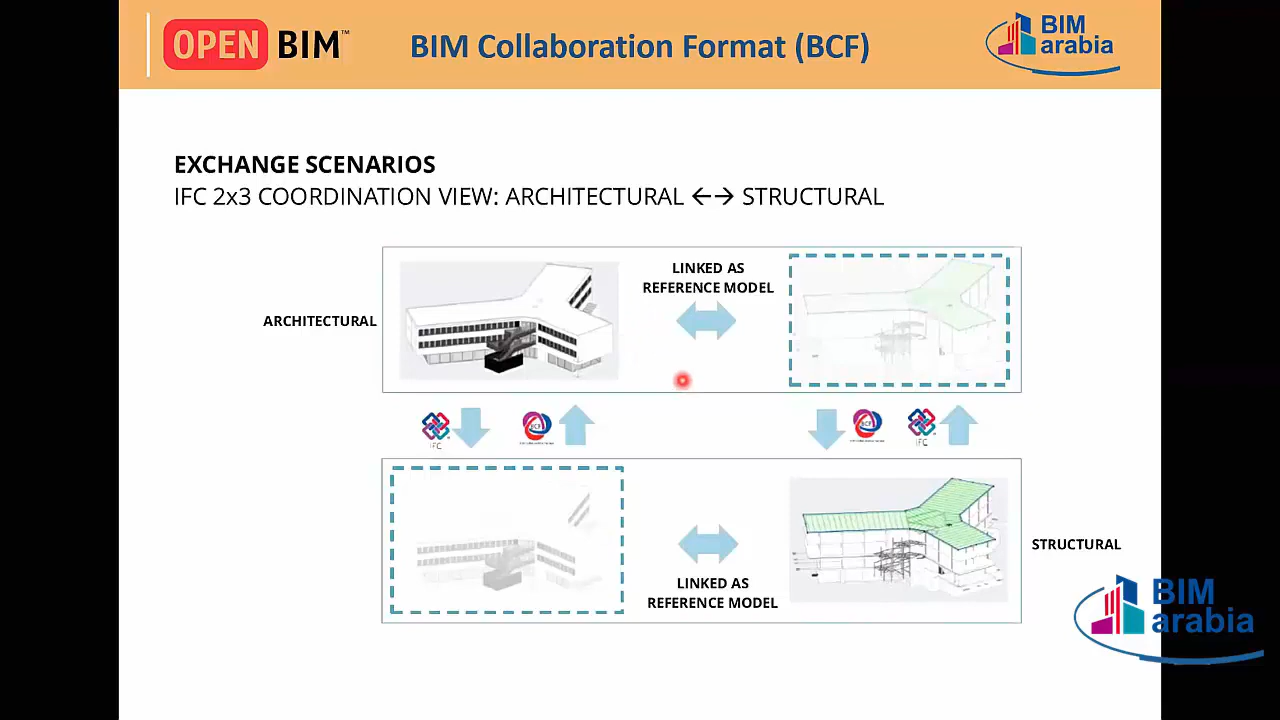 OPEN BIM™
BIM Collaboration Format (BCF)
BIM
arabia
EXCHANGE SCENARIOS
IFC 2x3 COORDINATION VIEW: ARCHITECTURAL ←→ STRUCTURAL
LINKED AS
REFERENCE MODEL
ARCHITECTURAL
IFC
BCF
BCF
IFC
STRUCTURAL
LINKED AS
REFERENCE MODEL
BIM
arabia